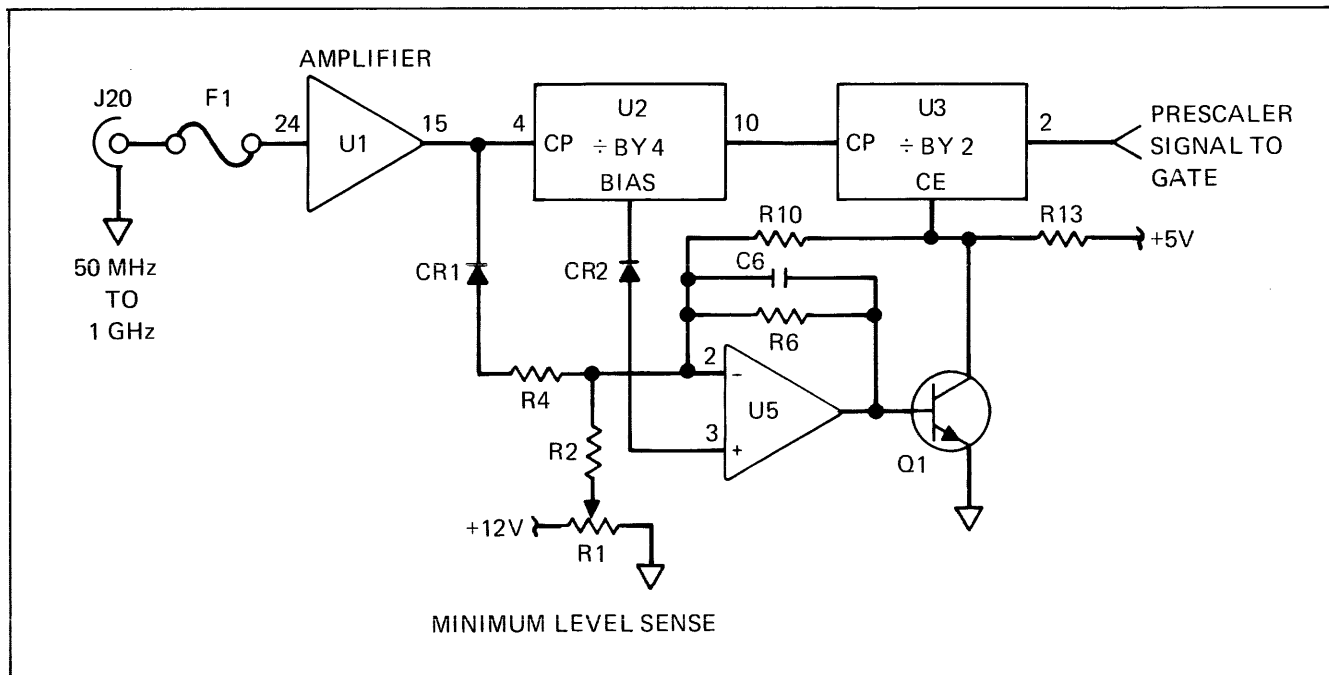 AMPLIFIER
J20
F1
24
U1
15
4
U2
CP
÷ BY 4
BIAS
10
U3
CP
÷ BY 2
CE
2
PRESCALER
SIGNAL TO
GATE
50 MHz
TO
1 GHz
CR1
CR2
R10
R13
+5V
C6
R6
R4
2
−
U5
3
+
R2
Q1
+12V
R1
MINIMUM LEVEL SENSE